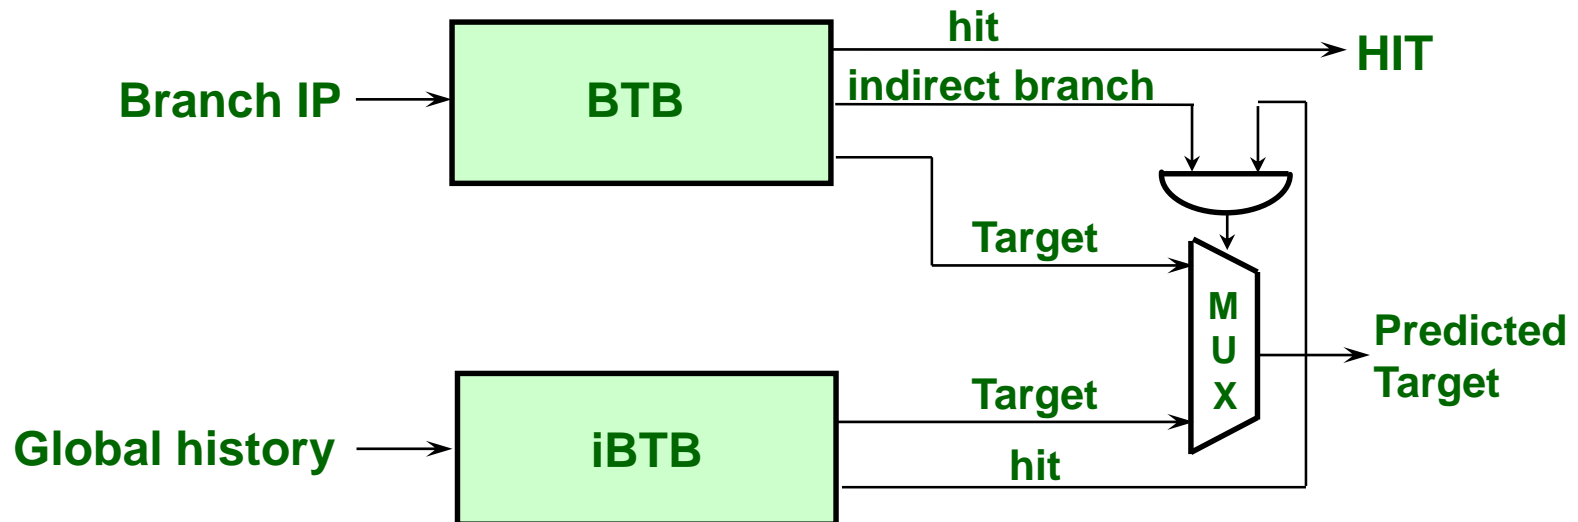 hit
HIT
indirect branch
Branch IP
BTB
Target
M
U
X
Predicted
Target
Target
Global history
iBTB
hit